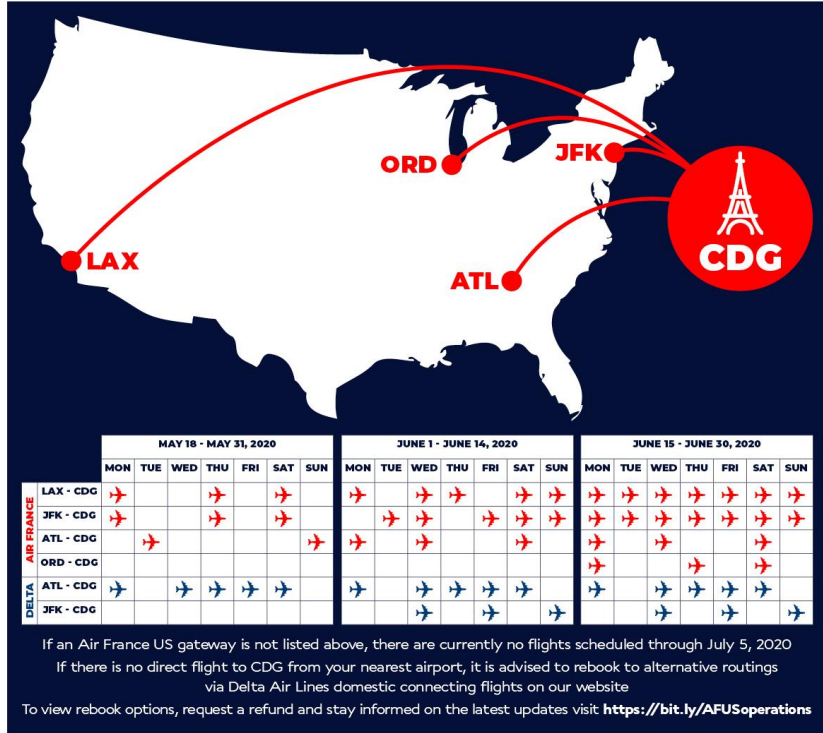 ORD
JFK
CDG
LAX
ATL
MAY 18 - MAY 31, 2020 JUNE 1 - JUNE 14, 2020 JUNE 15 - JUNE 30, 2020
MON TUE WED THU FRI SAT SUN MON TUE WED THU FRI SAT SUN MON TUE WED THU FRI SAT SUN
AIR FRANCE
LAX - CDG
JFK - CDG
ATL - CDG
ORD - CDG
DELTA
ATL - CDG
JFK - CDG
If an Air France US gateway is not listed above, there are currently no flights scheduled through July 5, 2020
If there is no direct flight to CDG from your nearest airport, it is advised to rebook to alternative routings
via Delta Air Lines domestic connecting flights on our website
To view rebook options, request a refund and stay informed on the latest updates visit https://bit.ly/AFUSoperations